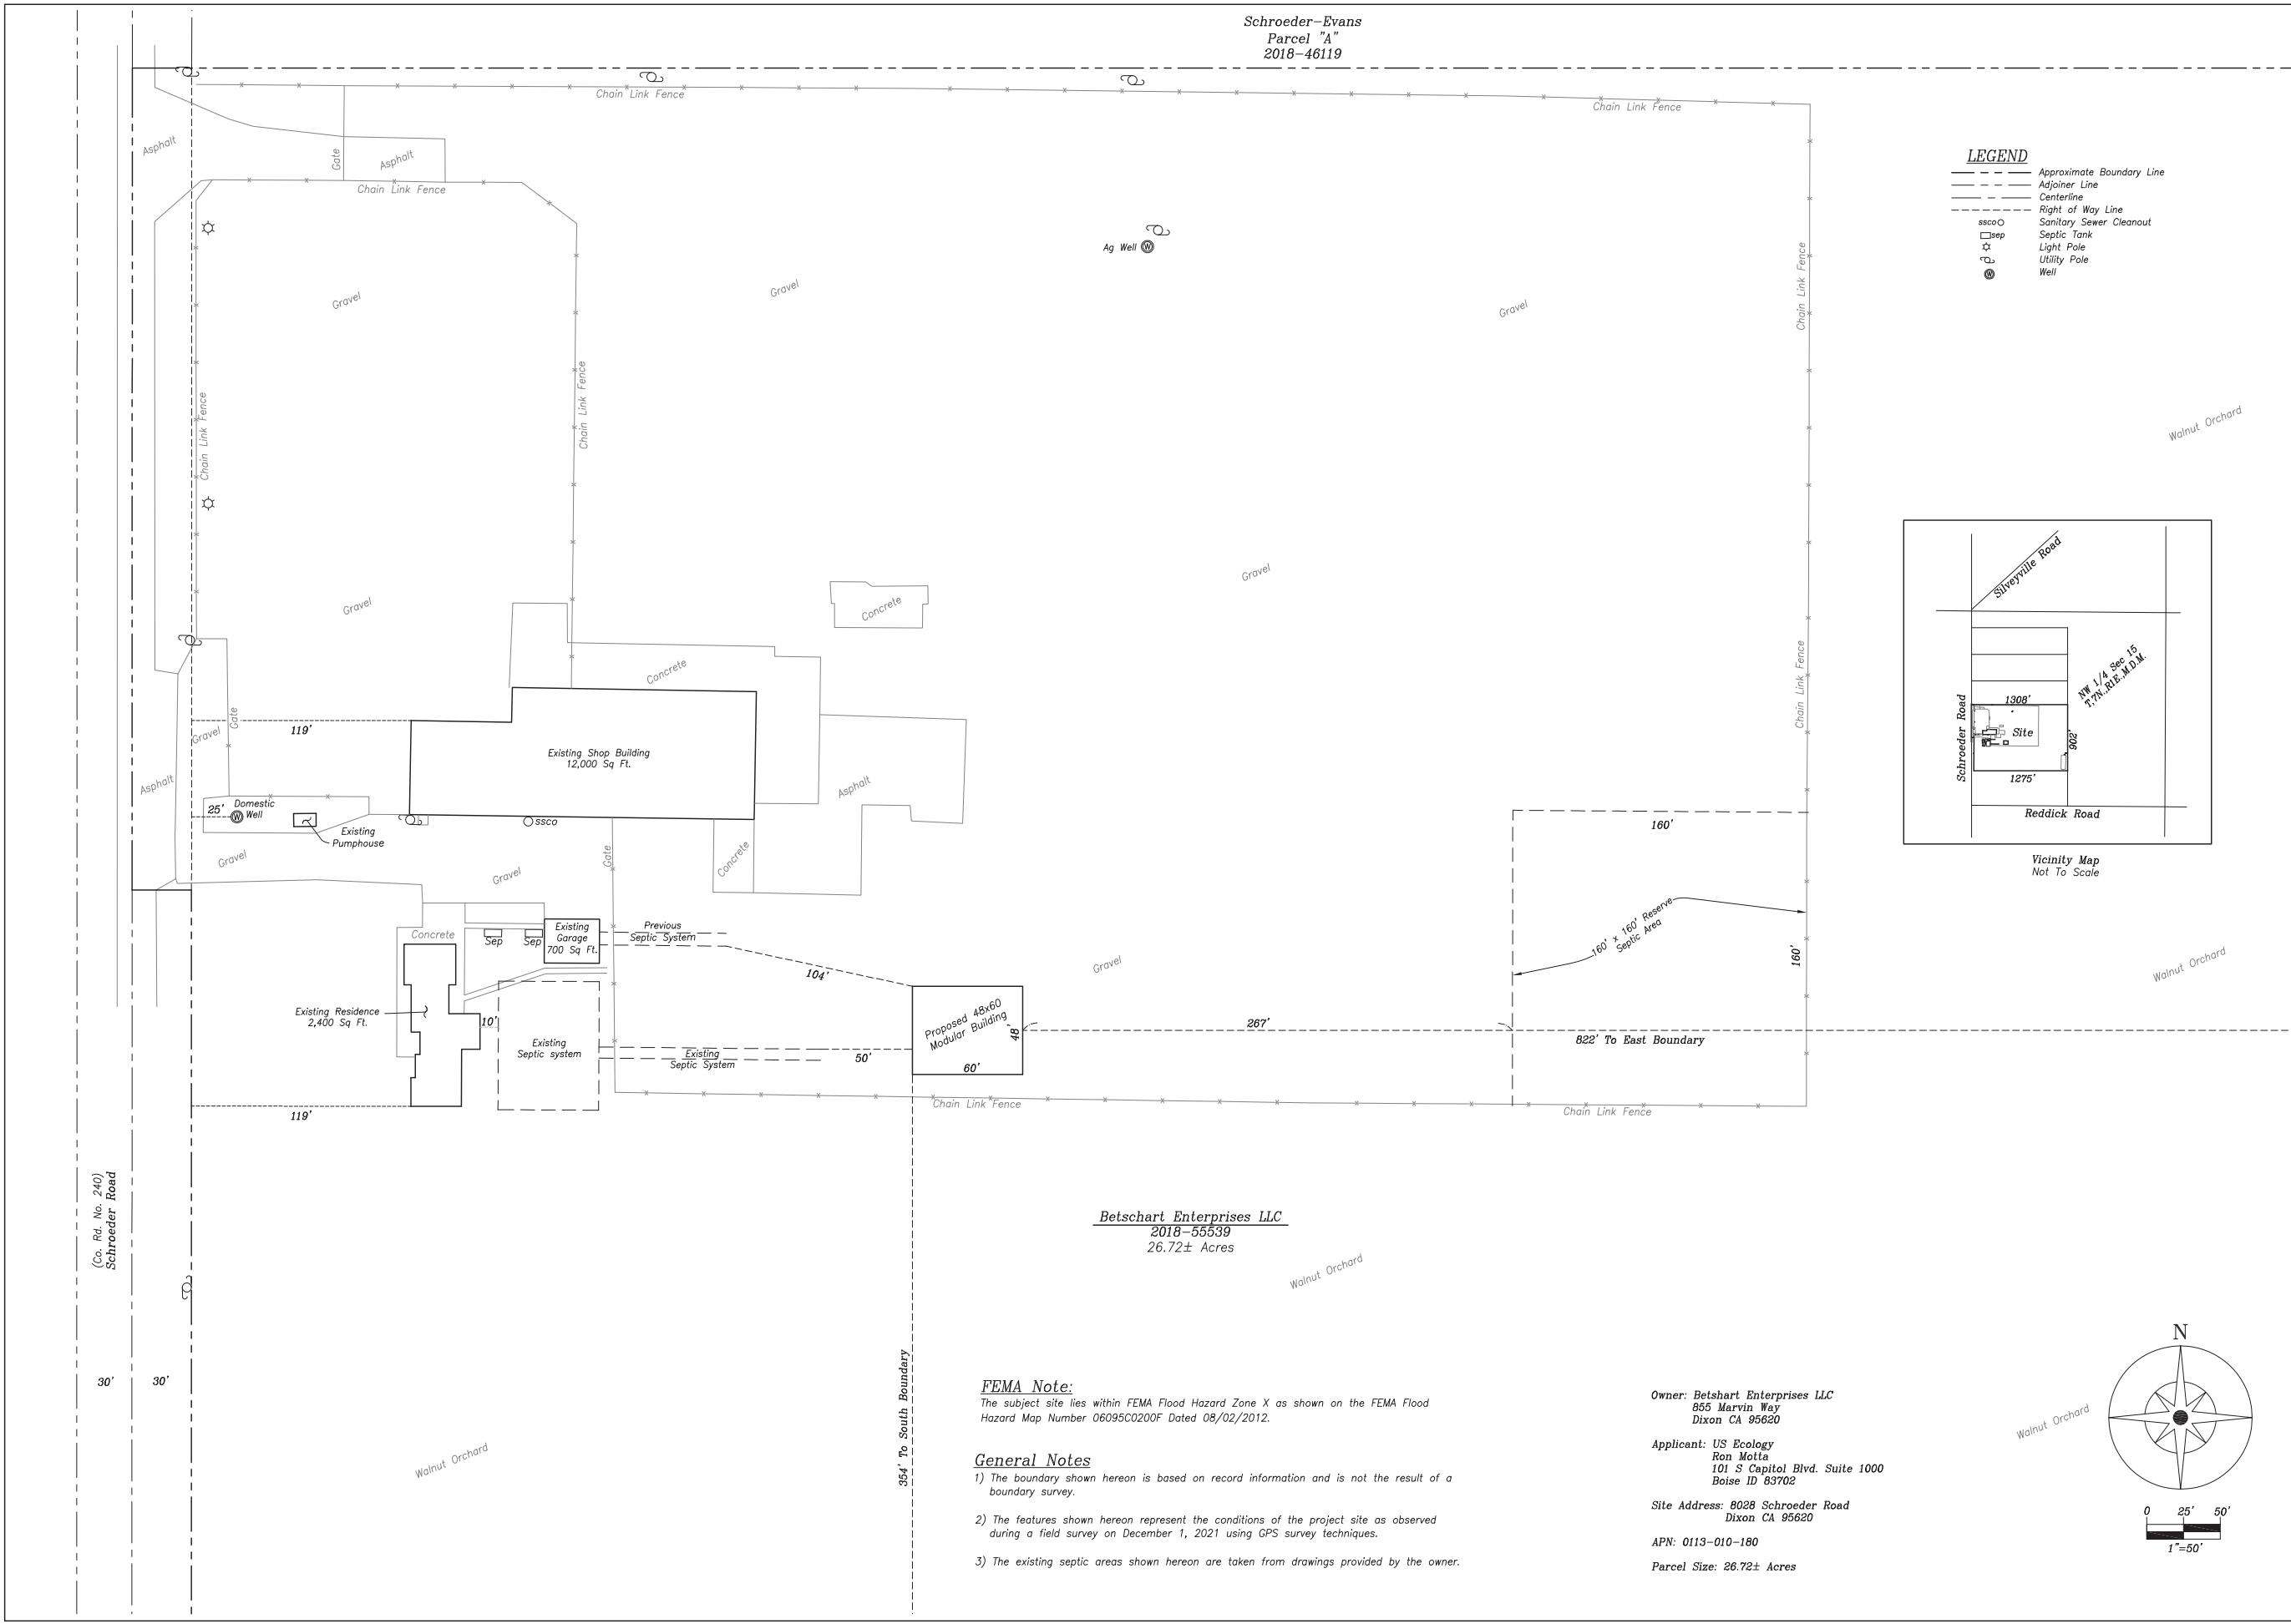 Schroeder-Evans
Parcel "A"
2018-46119
Chain Link Fence
Chain Link Fence
Asphalt
Gate
Asphalt
Chain Link Fence
LEGEND
Approximate Boundary Line
Adjoiner Line
Centerline
Right of Way Line
ssco Sanitary Sewer Cleanout
sep Septic Tank
Light Pole
Utility Pole
W Well
Ag Well W
Gravel
Gravel
Gravel
Chain Link Fence
Chain Link Fence
Chain Link Fence
Walnut Orchard
Gravel
Gravel
Concrete
Concrete
Chain Link Fence
Silveyville Road
NW 1/4 Sec 15
T,7N.,R1E.,M.D.M.
1308'
Schroeder Road
Site
902'
1275'
Reddick Road
Vicinity Map
Not To Scale
Gate
119'
Gravel
Existing Shop Building
12,000 Sq Ft.
Asphalt
Asphalt
25'
Domestic
W Well
Existing
Pumphouse
ssco
Gravel
Gravel
Gate
Concrete
160'
160' x 160' Reserve
Septic Area
160'
Concrete
Sep
Sep
Existing
Garage
700 Sq Ft.
Previous
Septic System
104'
Gravel
Walnut Orchard
Existing Residence
2,400 Sq Ft.
10'
Existing
Septic system
Existing
Septic System
50'
Proposed 48x60
Modular Building
48'
60'
267'
822' To East Boundary
119'
Chain Link Fence
Chain Link Fence
(Co. Rd. No. 240)
Schroeder Road
Betschart Enterprises LLC
2018-55539
26.72± Acres
Walnut Orchard
30'
30'
354' To South Boundary
Walnut Orchard
FEMA Note:
The subject site lies within FEMA Flood Hazard Zone X as shown on the FEMA Flood
Hazard Map Number 06095C0200F Dated 08/02/2012.
General Notes
1) The boundary shown hereon is based on record information and is not the result of a
boundary survey.
2) The features shown hereon represent the conditions of the project site as observed
during a field survey on December 1, 2021 using GPS survey techniques.
3) The existing septic areas shown hereon are taken from drawings provided by the owner.
Owner: Betshart Enterprises LLC
855 Marvin Way
Dixon CA 95620
Applicant: US Ecology
Ron Motta
101 S Capitol Blvd. Suite 1000
Boise ID 83702
Site Address: 8028 Schroeder Road
Dixon CA 95620
APN: 0113-010-180
Parcel Size: 26.72± Acres
Walnut Orchard
N
0 25' 50'
1"=50'